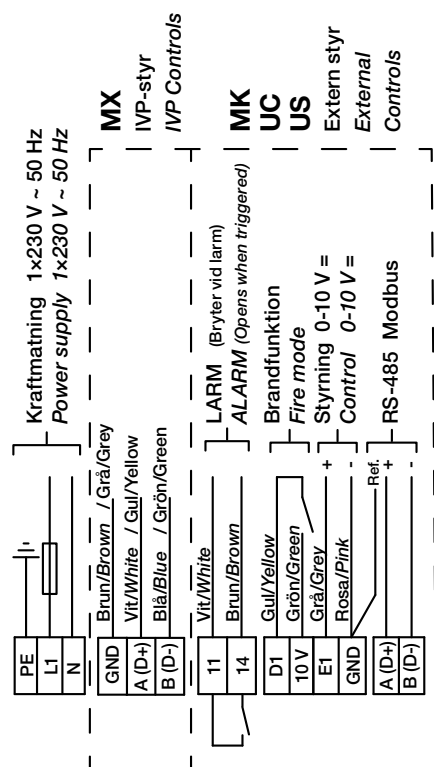 Kraftmatning 1×230 V ~ 50 Hz
Power supply 1×230 V ~ 50 Hz
PE
L1
N
MX
IVP-styr
IVP Controls
GND
Brun/Brown / Grå/Grey
A (D+)
Vit/White / Gul/Yellow
B (D-)
Blå/Blue / Grön/Green
MK
UC
US
Extern styr
External
Controls
11
Vit/White
14
Brun/Brown
LARM (Bryter vid larm)
ALARM (Opens when triggered)
D1
Gul/Yellow
10 V
Grön/Green
Brandfunktion
Fire mode
E1
Grå/Grey
+
GND
Rosa/Pink
-
Styrning 0-10 V =
Control 0-10 V =
Ref.
A (D+)
+
B (D-)
-
RS-485 Modbus